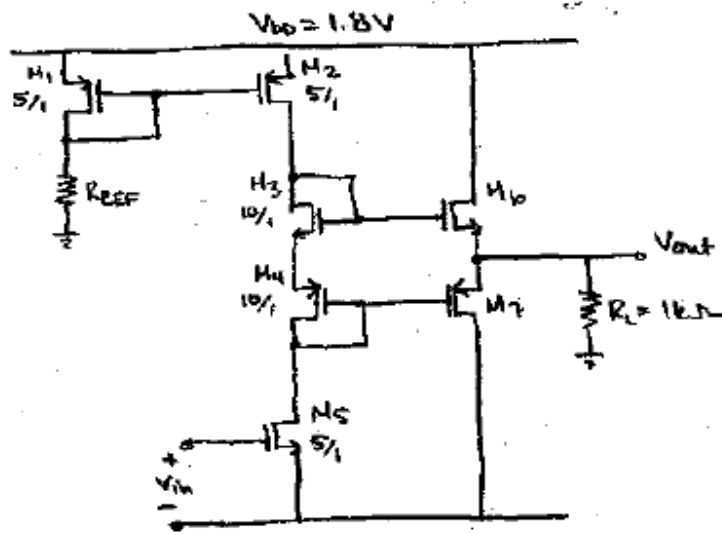 VDD = 1.8V
M1
5/1
M2
5/1
RREF
M3
10/1
M6
Vout
M4
10/1
M7
RL = 1kΩ
M5
5/1
+
Vin
-